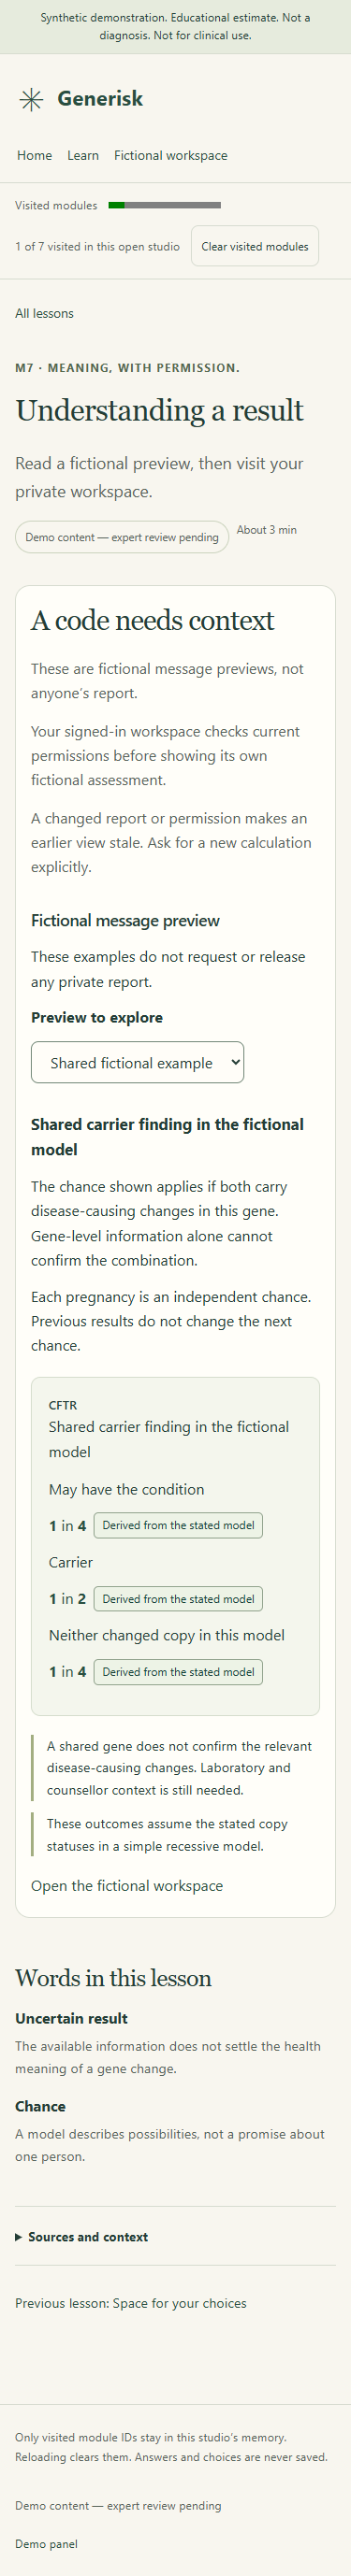 Synthetic demonstration. Educational estimate. Not a
diagnosis. Not for clinical use.
Generisk
Home Learn Fictional workspace
Visited modules
1 of 7 visited in this open studio Clear visited modules
All lessons
M7 · MEANING, WITH PERMISSION.
Understanding a result
Read a fictional preview, then visit your
private workspace.
Demo content — expert review pending About 3 min
A code needs context
These are fictional message previews, not
anyone's report.
Your signed-in workspace checks current
permissions before showing its own
fictional assessment.
A changed report or permission makes an
earlier view stale. Ask for a new calculation
explicitly.
Fictional message preview
These examples do not request or release
any private report.
Preview to explore
Shared fictional example
Shared carrier finding in the fictional
model
The chance shown applies if both carry
disease-causing changes in this gene.
Gene-level information alone cannot
confirm the combination.
Each pregnancy is an independent chance.
Previous results do not change the next
chance.
CFTR
Shared carrier finding in the fictional
model
May have the condition
1 in 4 Derived from the stated model
Carrier
1 in 2 Derived from the stated model
Neither changed copy in this model
1 in 4 Derived from the stated model
A shared gene does not confirm the relevant
disease-causing changes. Laboratory and
counsellor context is still needed.
These outcomes assume the stated copy
statuses in a simple recessive model.
Open the fictional workspace
Words in this lesson
Uncertain result
The available information does not settle the health
meaning of a gene change.
Chance
A model describes possibilities, not a promise about
one person.
Sources and context
Previous lesson: Space for your choices
Only visited module IDs stay in this studio's memory.
Reloading clears them. Answers and choices are never saved.
Demo content — expert review pending
Demo panel